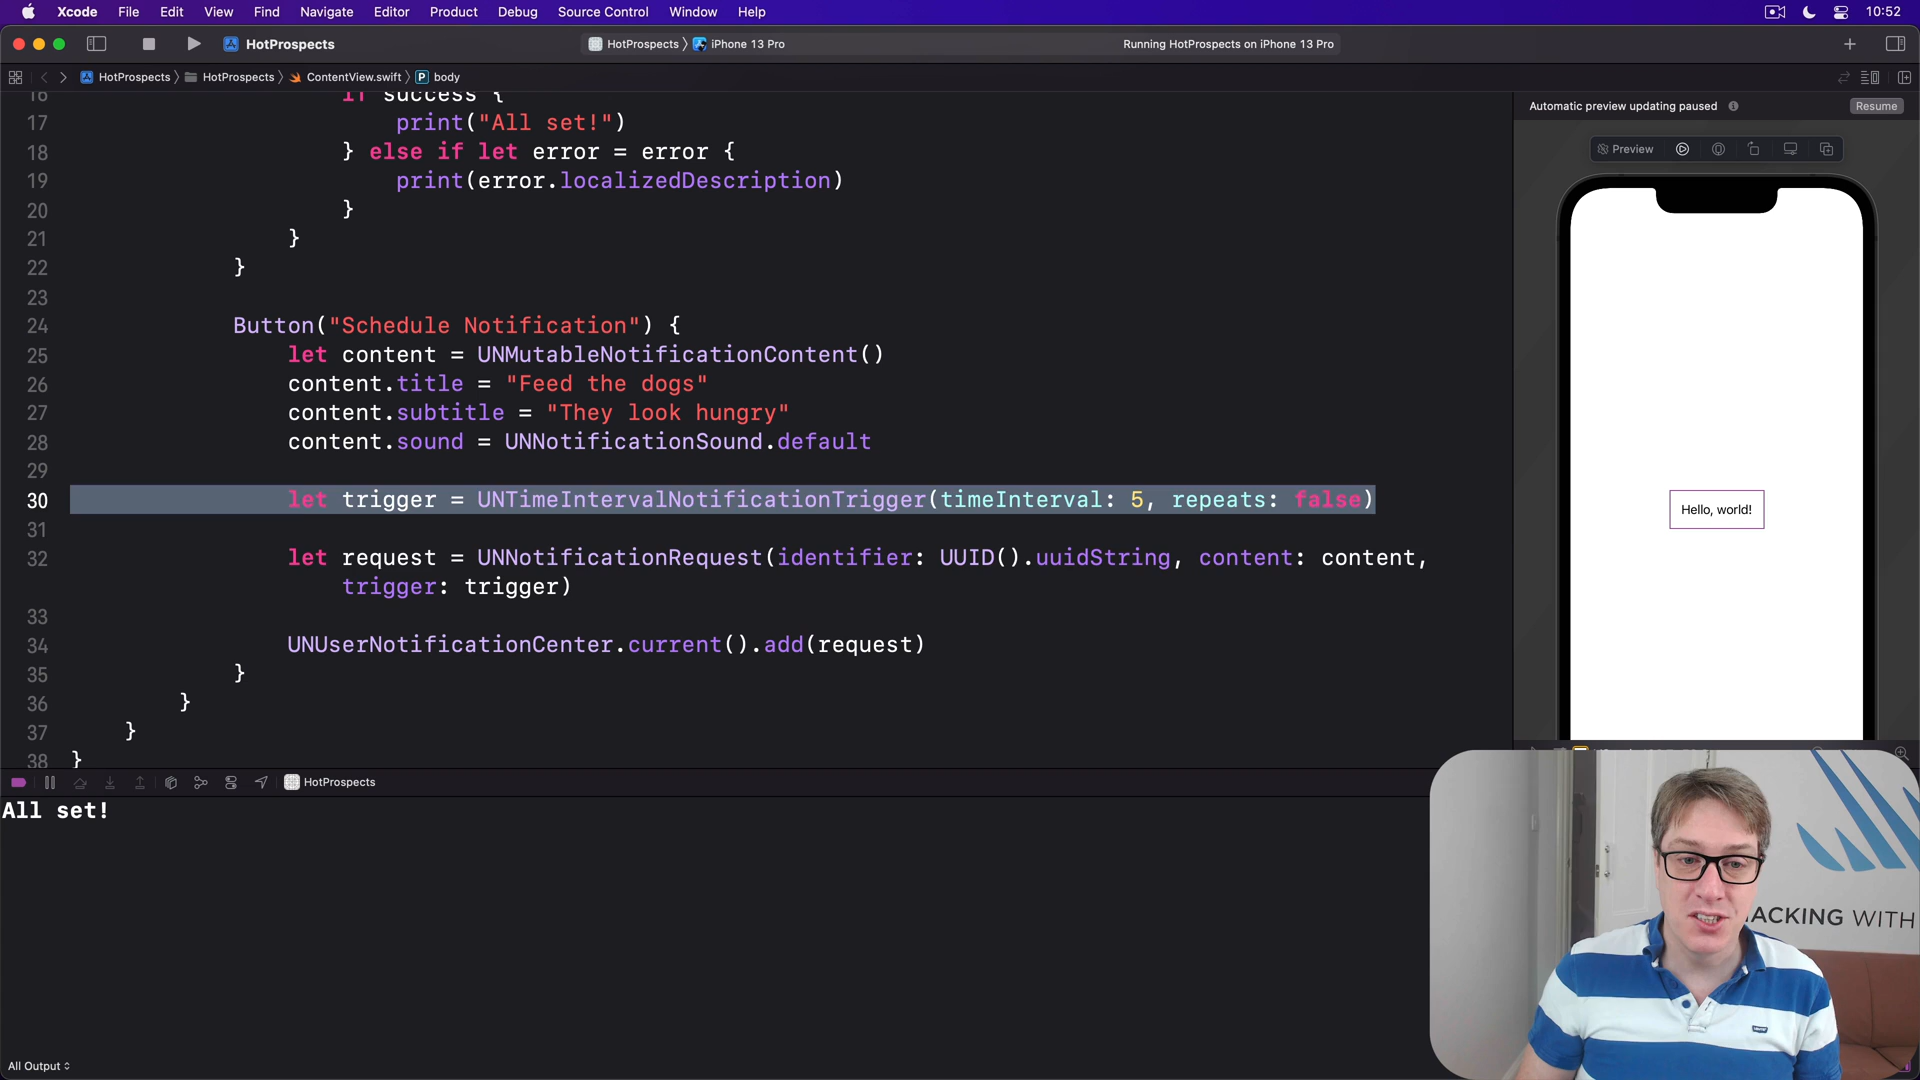 Xcode File Edit View Find Navigate Editor Product Debug Source Control Window Help 10:52
HotProspects HotProspects iPhone 13 Pro Running HotProspects on iPhone 13 Pro
HotProspects HotProspects ContentView.swift P body
Automatic preview updating paused Resume
Preview
16 if success {
17 print("All set!")
18 } else if let error = error {
19 print(error.localizedDescription)
20 }
21 }
22 }
23
24 Button("Schedule Notification") {
25 let content = UNMutableNotificationContent()
26 content.title = "Feed the dogs"
27 content.subtitle = "They look hungry"
28 content.sound = UNNotificationSound.default
29
30 let trigger = UNTimeIntervalNotificationTrigger(timeInterval: 5, repeats: false)
31
32 let request = UNNotificationRequest(identifier: UUID().uuidString, content: content,
trigger: trigger)
33
34 UNUserNotificationCenter.current().add(request)
35 }
36 }
37 }
38 }
Hello, world!
HotProspects
All set!
ACKING WITH
All Output